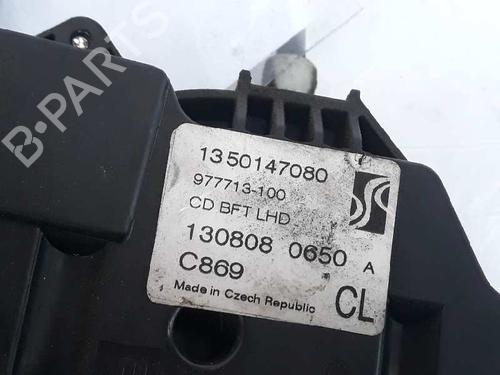 B-PARTS
1350147080
977713-100
CD BFT LHD
130808 0650 A
C869
CL
Made in Czech Republic